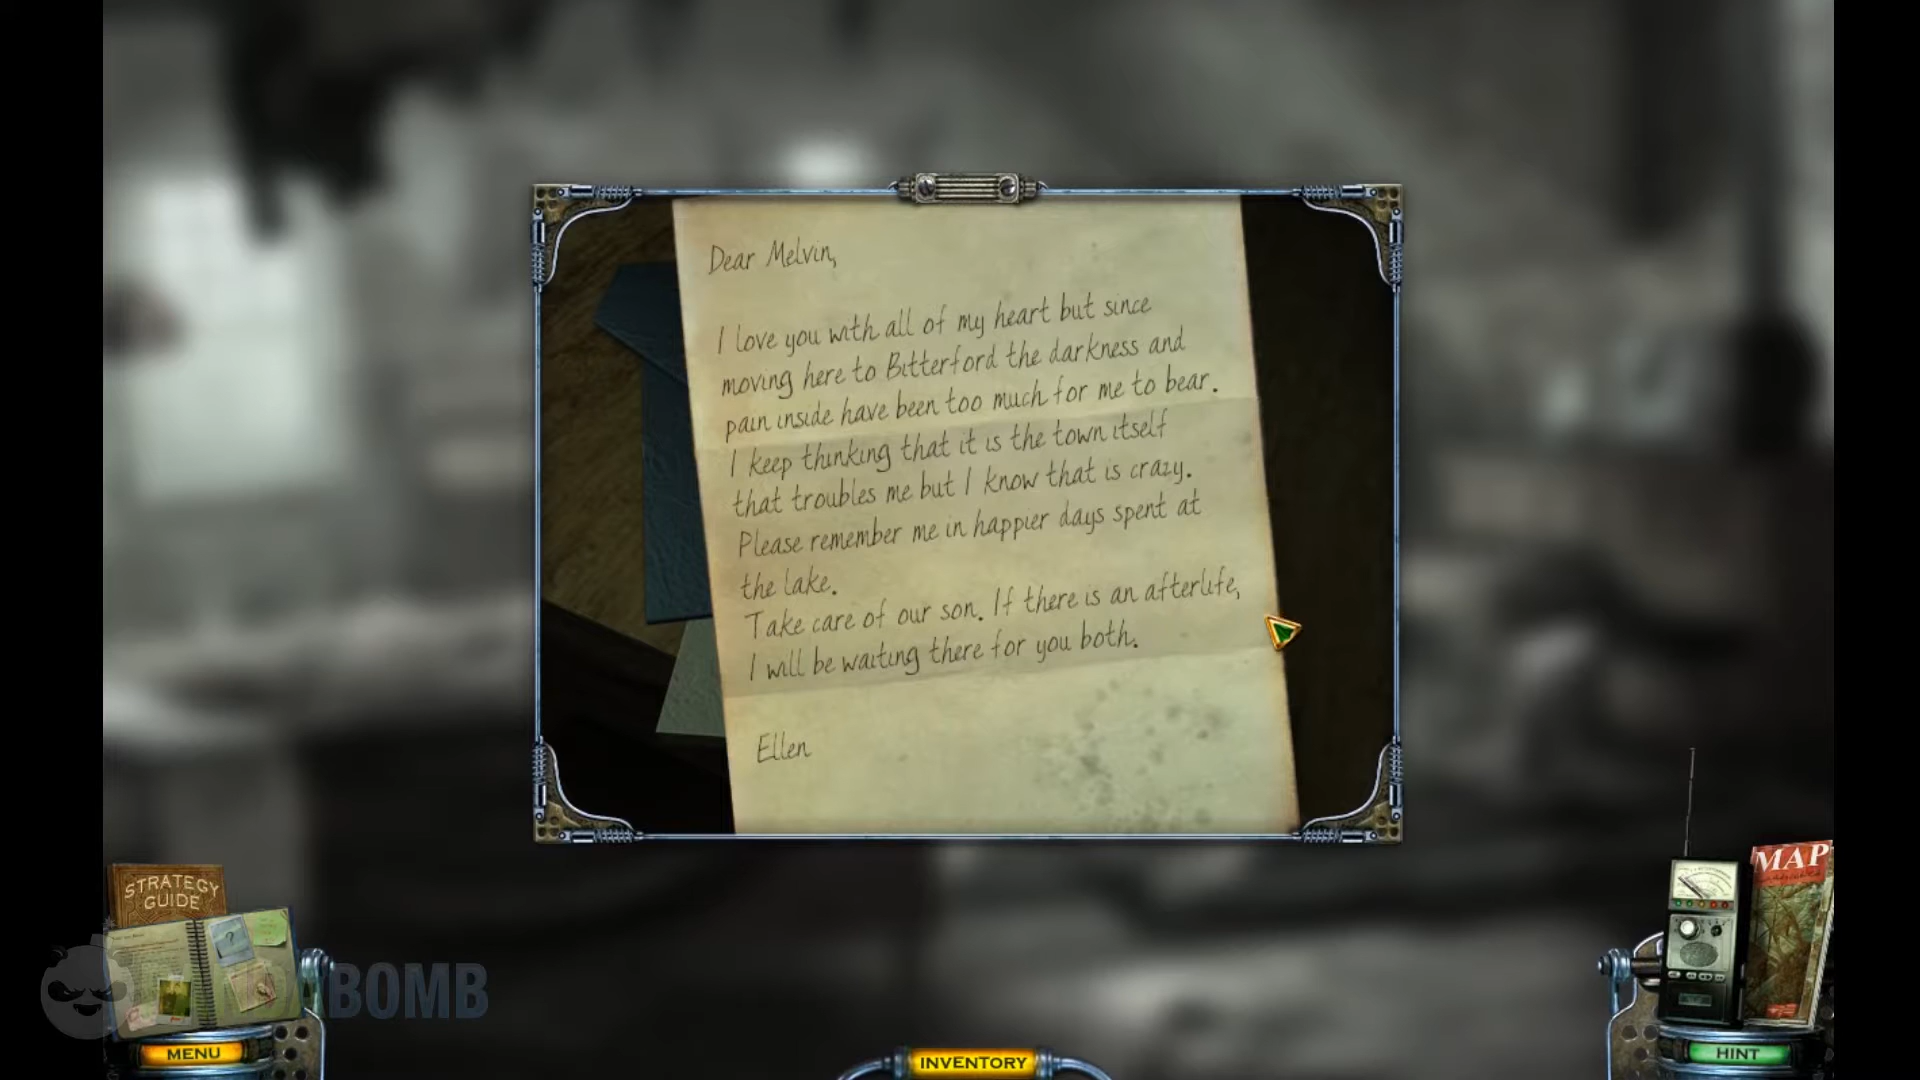 Dear Melvin,
I love you with all of my heart but since
moving here to Bitterford the darkness and
pain inside have been too much for me to bear.
I keep thinking that it is the town itself
that troubles me but I know that is crazy.
Please remember me in happier days spent at
the lake.
Take care of our son. If there is an afterlife,
I will be waiting there for you both.
Ellen
STRATEGY
GUIDE
BOMB
MENU
INVENTORY
MAP
HINT